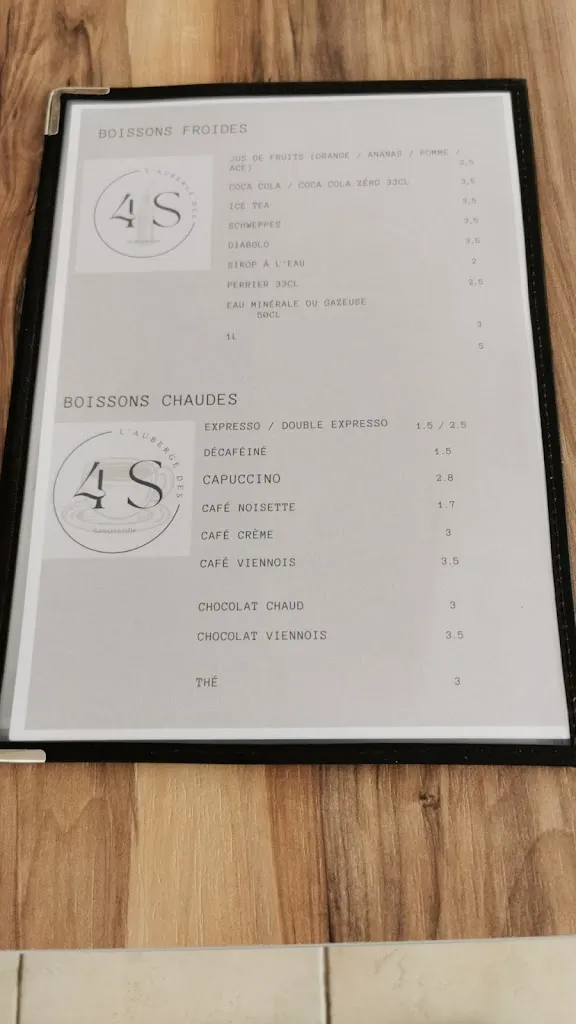 BOISSONS FROIDES
L'AUBERGE DES
4S
JUS DE FRUITS (ORANGE / ANANAS / POMME /
ACE) 3,5
COCA COLA / COCA COLA ZÉRO 33CL 3,5
ICE TEA 3,5
SCHWEPPES 3,5
DIABOLO 3,5
SIROP À L'EAU 2
PERRIER 33CL 2,5
EAU MINÉRALE OU GAZEUSE
50CL 3
1L 5
BOISSONS CHAUDES
L'AUBERGE DES
4S
EXPRESSO / DOUBLE EXPRESSO 1.5 / 2.5
DÉCAFÉINÉ 1.5
CAPUCCINO 2.8
CAFÉ NOISETTE 1.7
CAFÉ CRÈME 3
CAFÉ VIENNOIS 3.5
CHOCOLAT CHAUD 3
CHOCOLAT VIENNOIS 3.5
THÉ 3